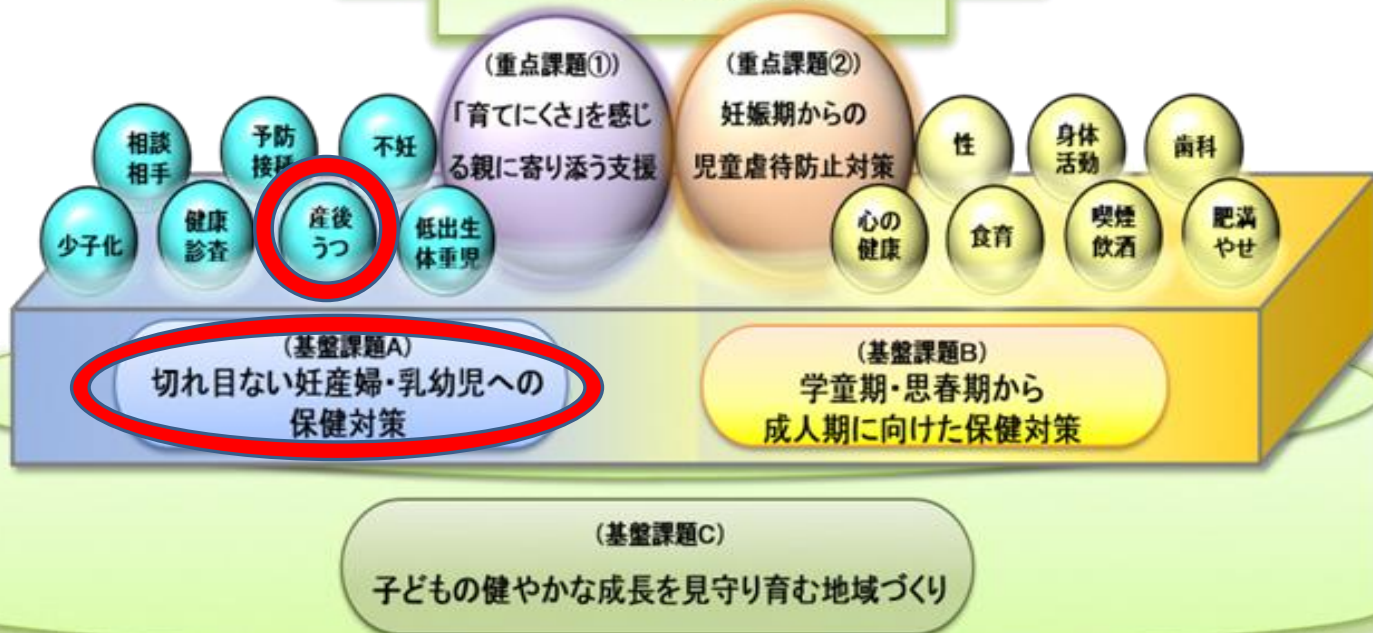 (重点課題①)
「育てにくさ」を感じ
る親に寄り添う支援
(重点課題②)
妊娠期からの
児童虐待防止対策
相談
相手
予防
接種
不妊
少子化
健康
診査
産後
うつ
低出生
体重児
性
身体
活動
歯科
心の
健康
食育
喫煙
飲酒
肥満
やせ
(基盤課題A)
切れ目ない妊産婦・乳幼児への
保健対策
(基盤課題B)
学童期・思春期から
成人期に向けた保健対策
(基盤課題C)
子どもの健やかな成長を見守り育む地域づくり